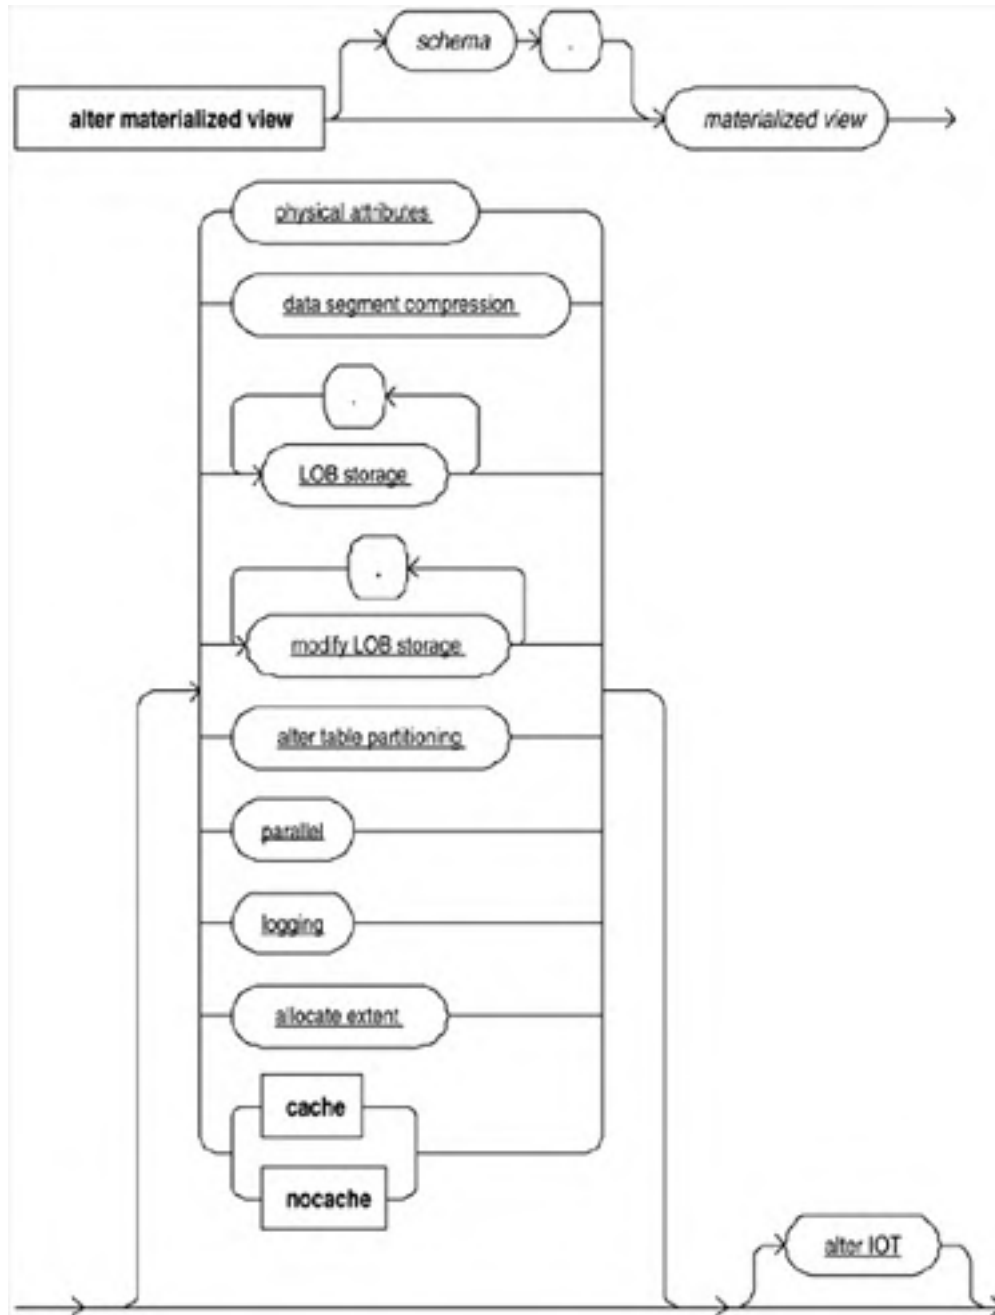 schema .
alter materialized view
materialized view
physical attributes
data segment compression
.
LOB storage
,
modify LOB storage
alter table partitioning
parallel
logging
allocate extent
cache
nocache
alter IOT